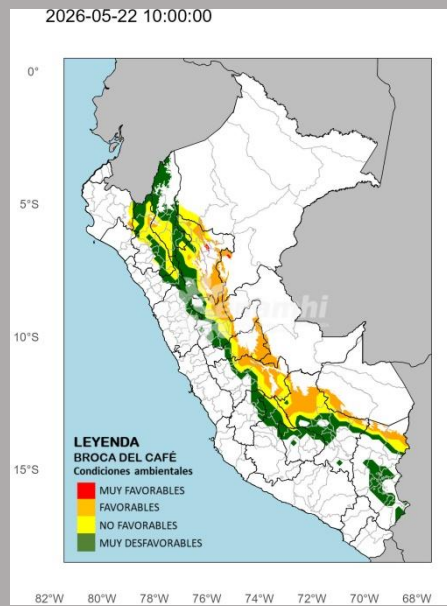 2026-05-22 10:00:00
0°
5°S
10°S
15°S
senamhi
LEYENDA
BROCA DEL CAFÉ
Condiciones ambientales
MUY FAVORABLES
FAVORABLES
NO FAVORABLES
MUY DESFAVORABLES
82°W 80°W 78°W 76°W 74°W 72°W 70°W 68°W